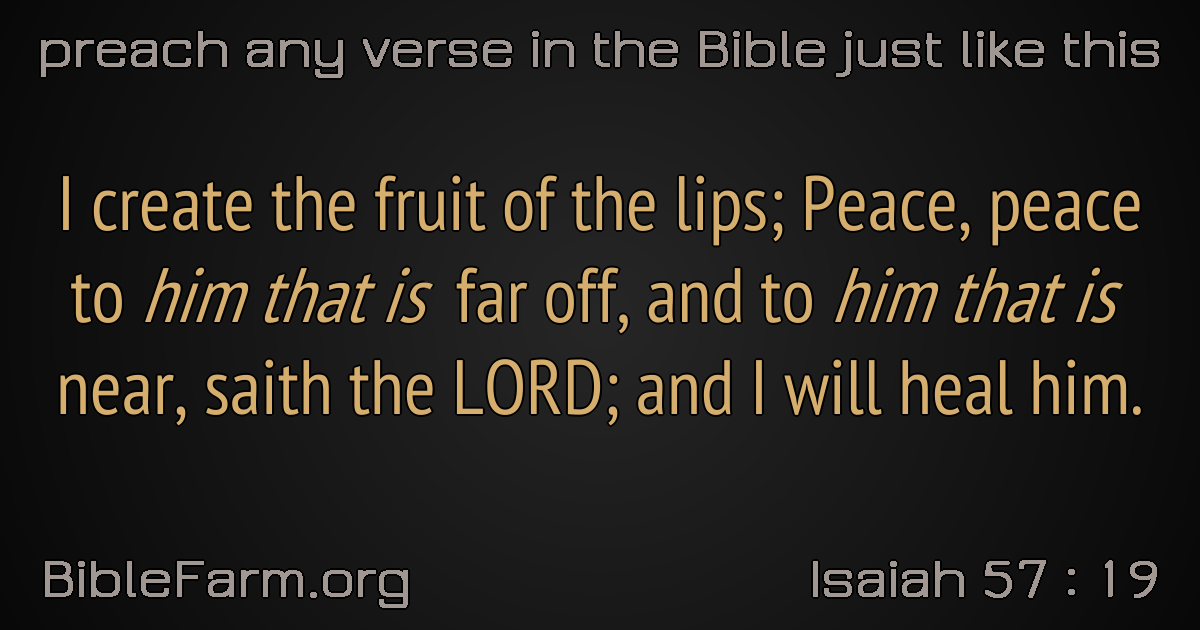 preach any verse in the Bible just like this
I create the fruit of the lips; Peace, peace
to him that is far off, and to him that is
near, saith the LORD; and I will heal him.
BibleFarm.org
Isaiah 57 : 19